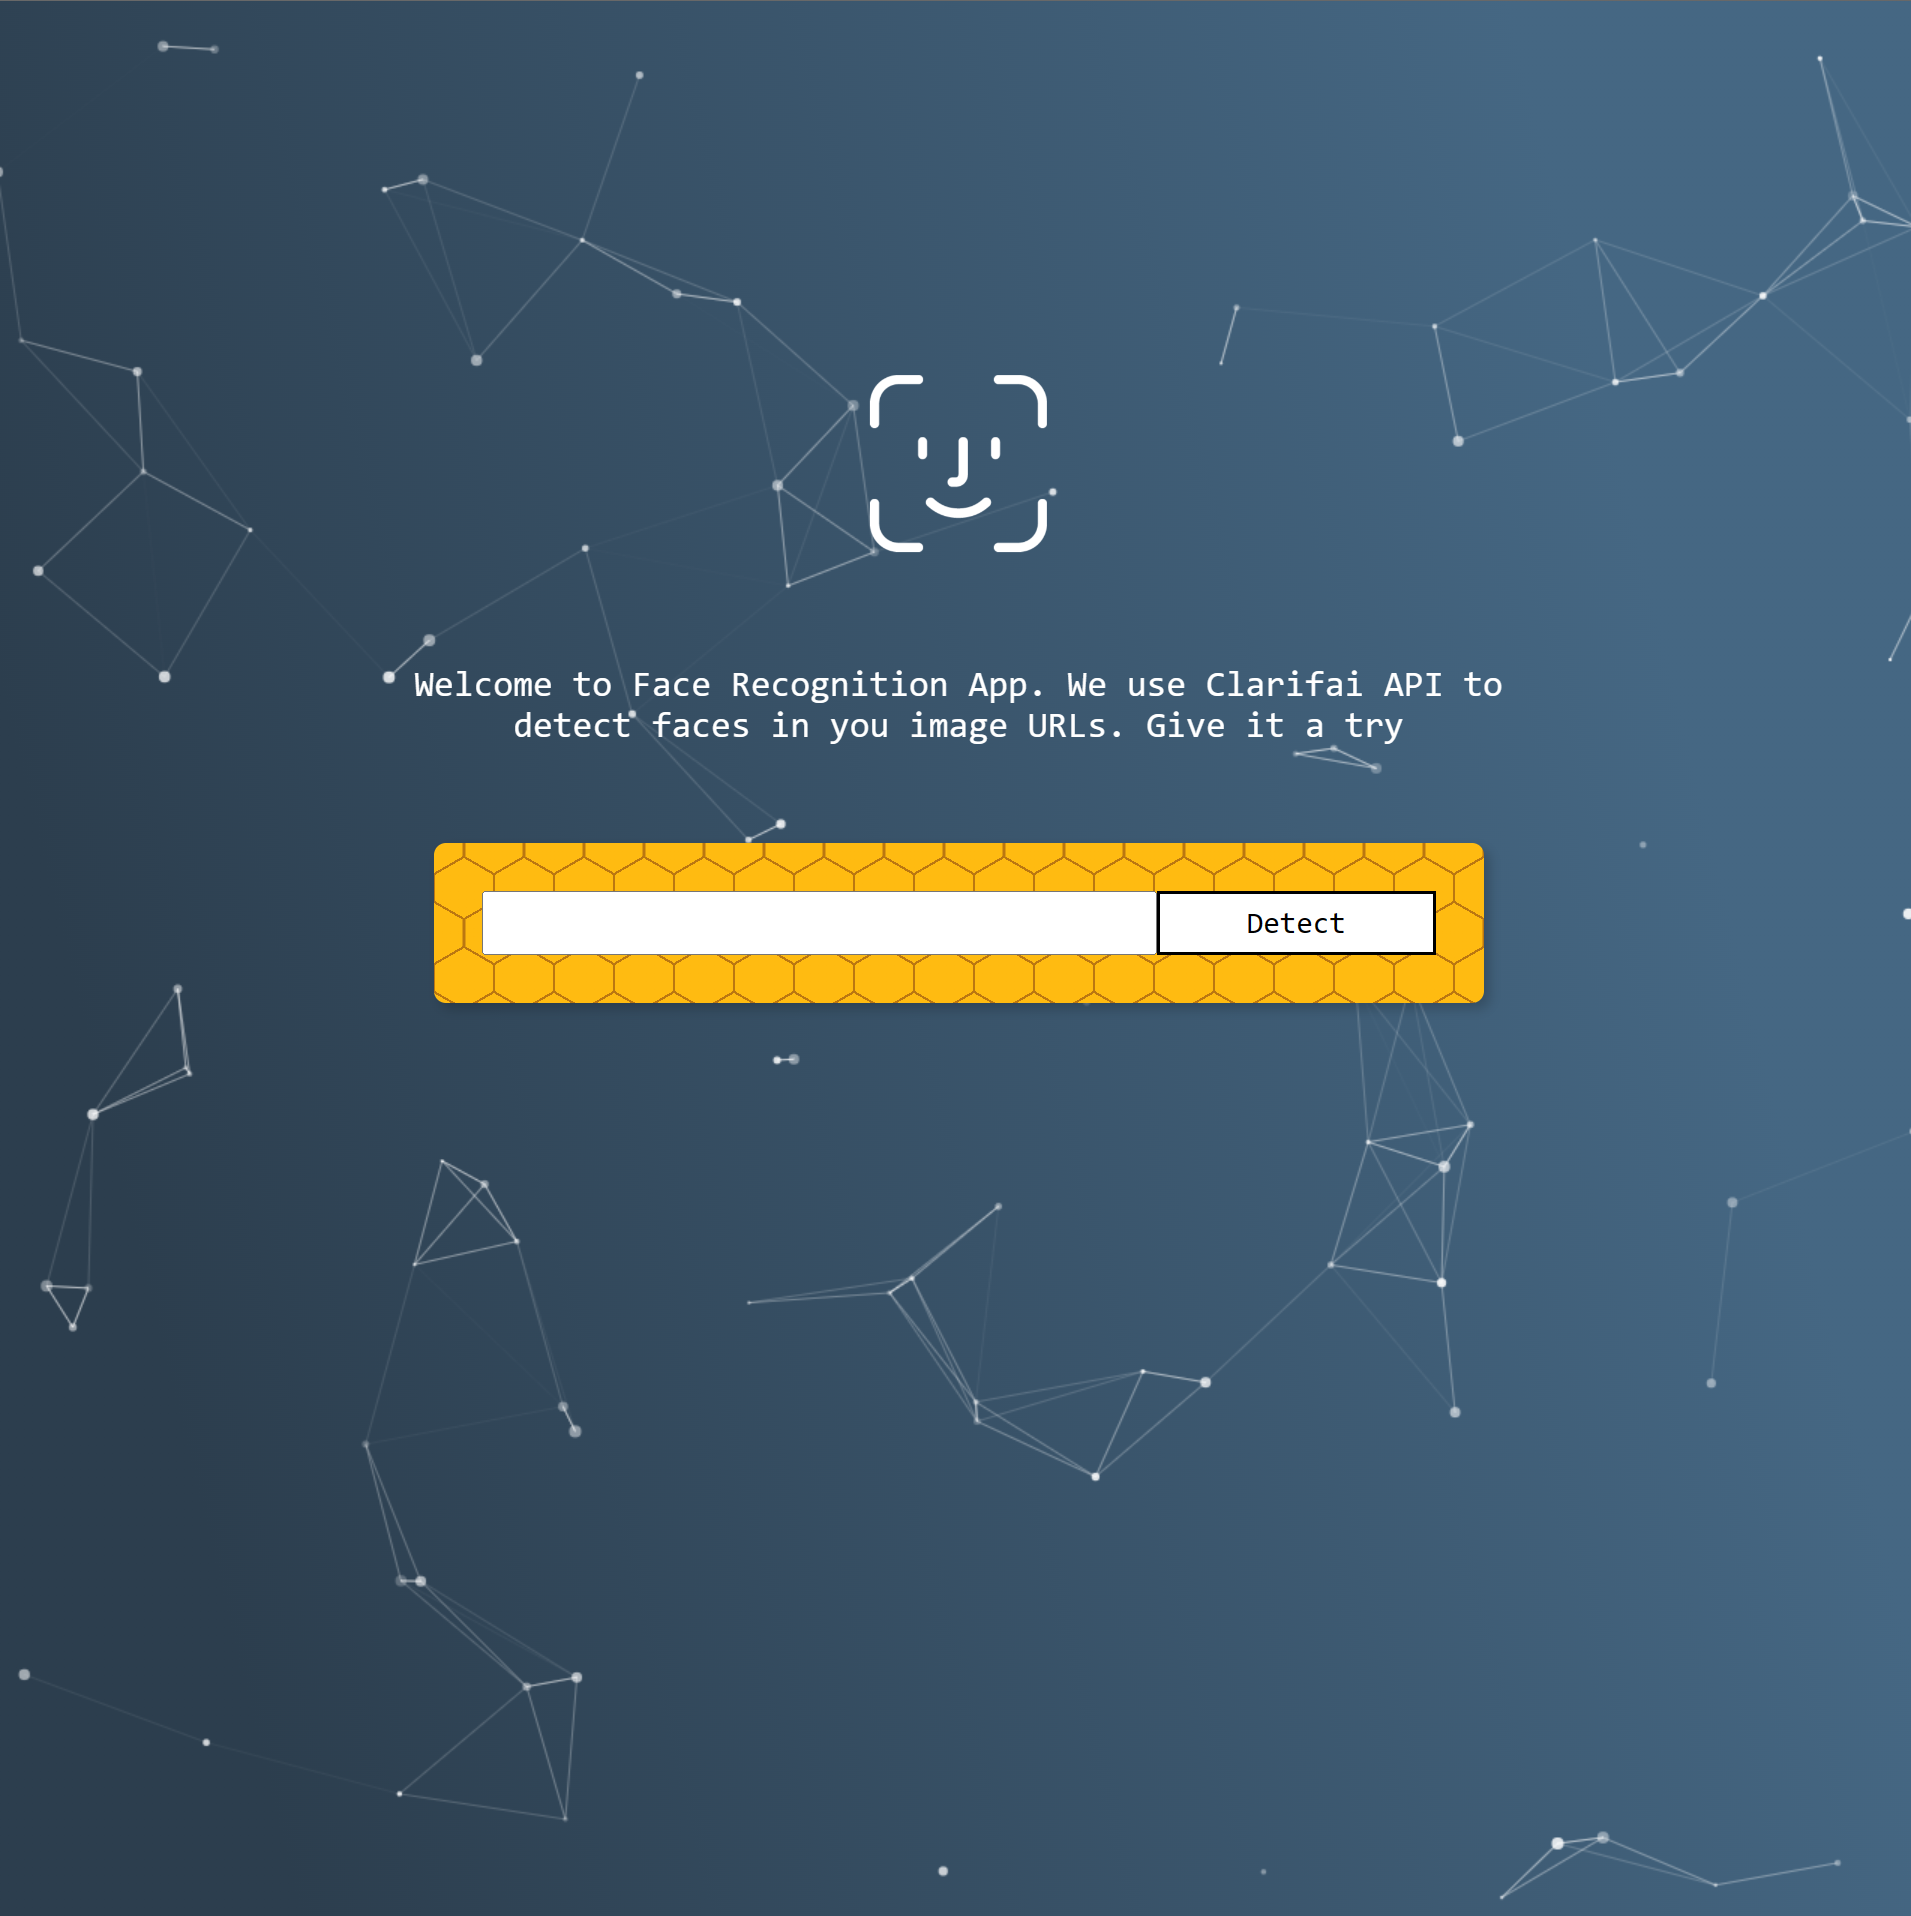 Welcome to Face Recognition App. We use Clarifai API to
detect faces in you image URLs. Give it a try
Detect